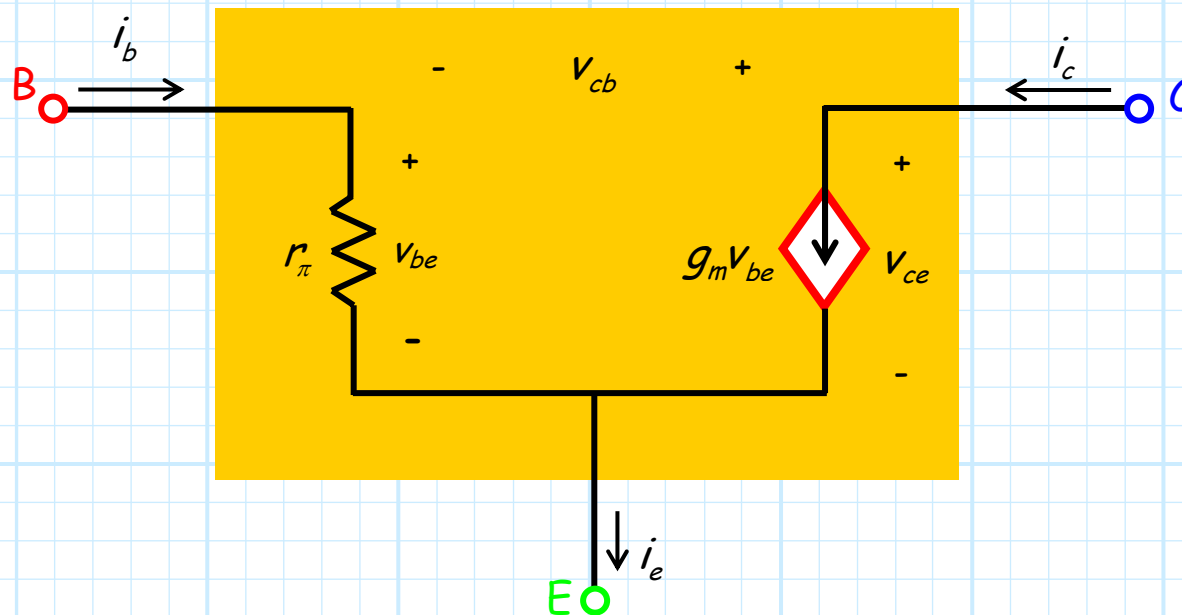 i_b
- v_cb +
i_c
B
C
+
+
r_π
v_be
g_m v_be
v_ce
-
-
i_e
E